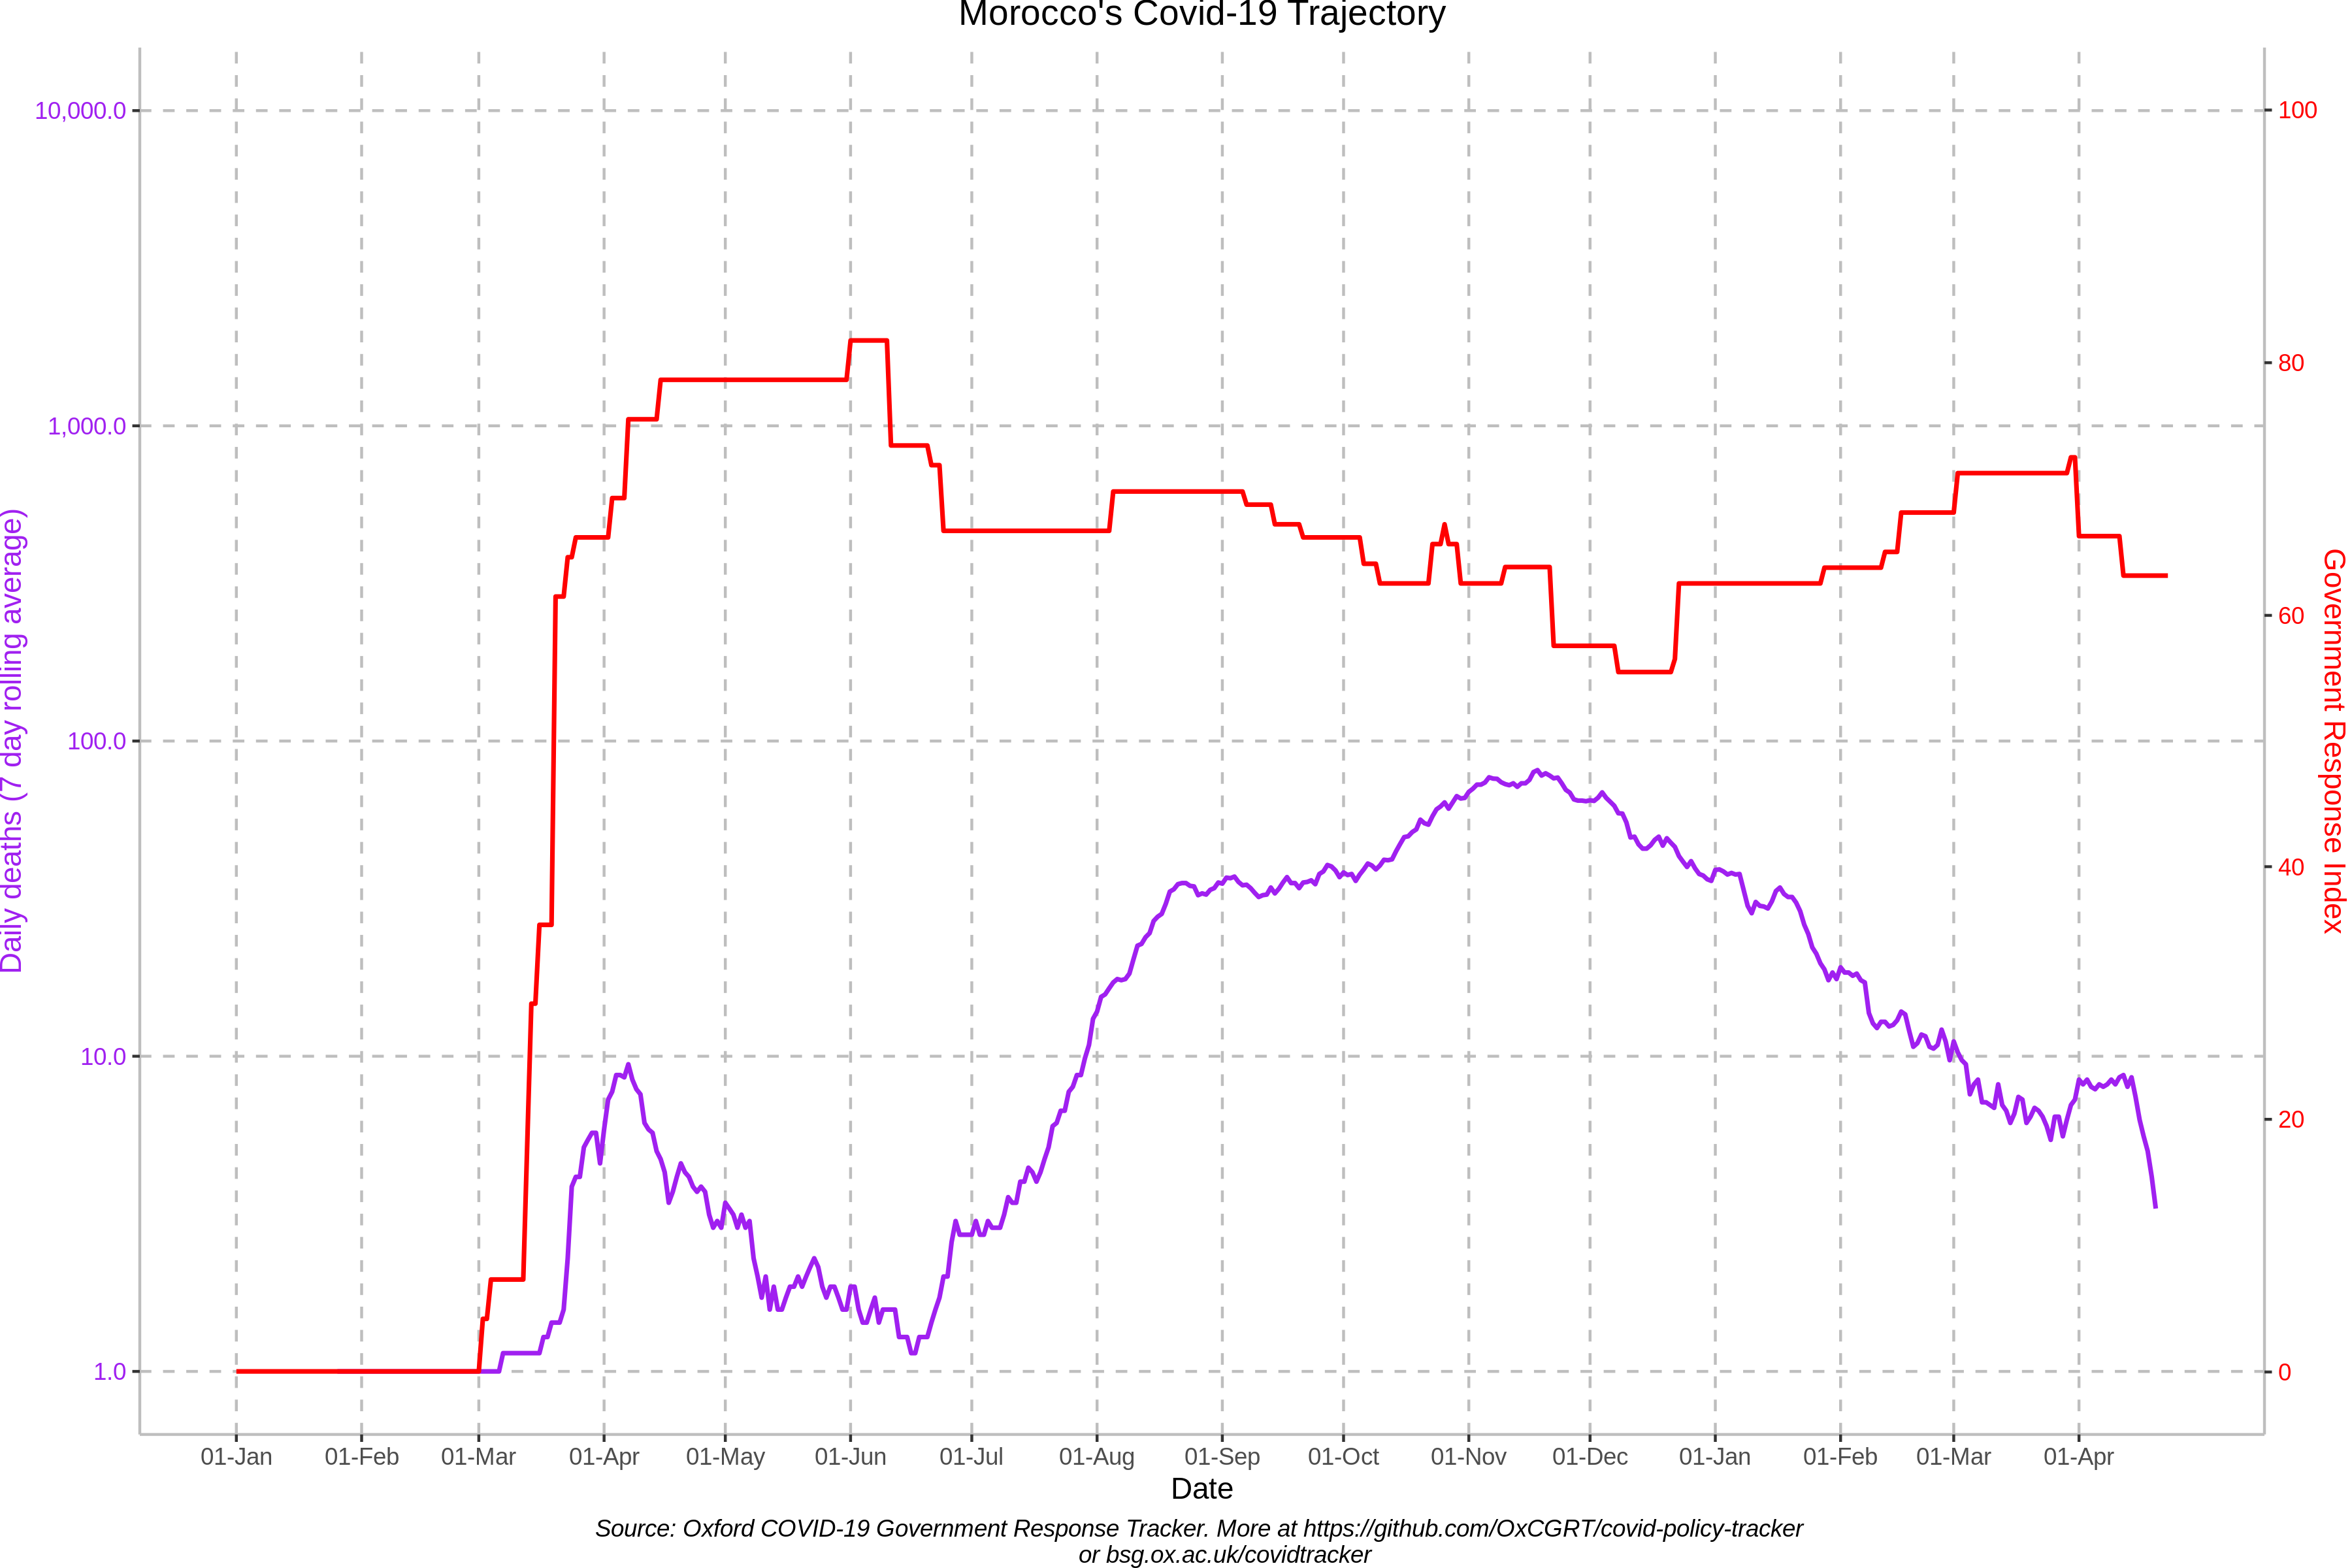 Morocco's Covid-19 Trajectory
10,000.0
1,000.0
100.0
10.0
1.0
Daily deaths (7 day rolling average)
100
80
60
40
20
0
Government Response Index
01-Jan 01-Feb 01-Mar 01-Apr 01-May 01-Jun 01-Jul 01-Aug 01-Sep 01-Oct 01-Nov 01-Dec 01-Jan 01-Feb 01-Mar 01-Apr
Date
Source: Oxford COVID-19 Government Response Tracker. More at https://github.com/OxCGRT/covid-policy-tracker
or bsg.ox.ac.uk/covidtracker